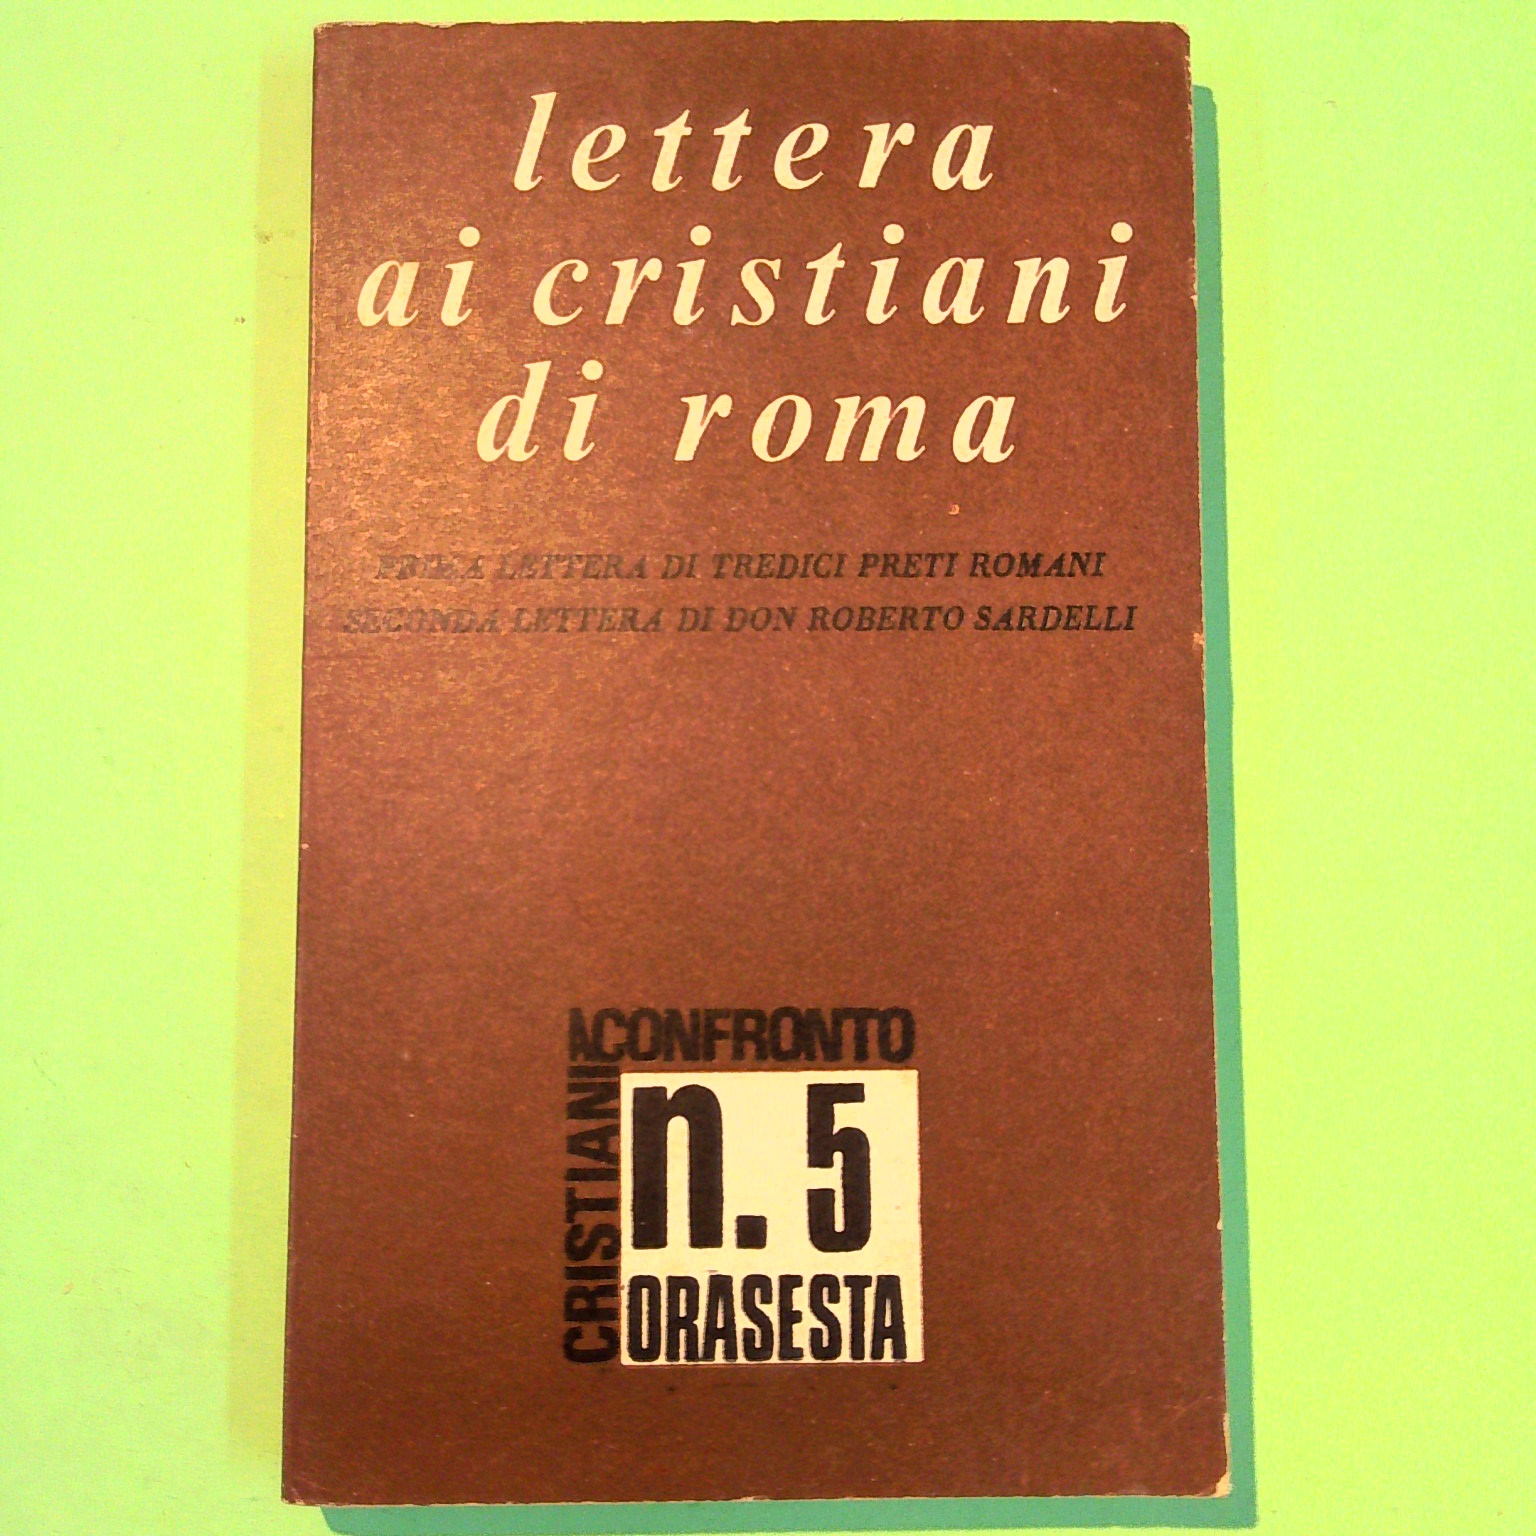 lettera
ai cristiani
di roma
PRIMA LETTERA DI TREDICI PRETI ROMANI
SECONDA LETTERA DI DON ROBERTO SARDELLI
CRISTIANI
ACONFRONTO
n. 5
ORASESTA